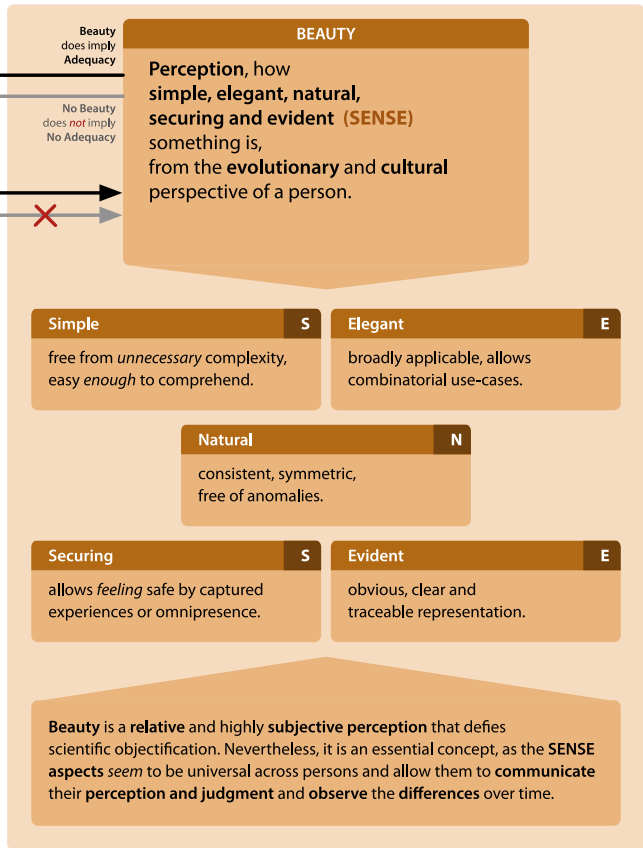 Beauty
does imply
Adequacy
No Beauty
does not imply
No Adequacy
BEAUTY
Perception, how
simple, elegant, natural,
securing and evident (SENSE)
something is,
from the evolutionary and cultural
perspective of a person.
Simple S
free from unnecessary complexity,
easy enough to comprehend.
Elegant E
broadly applicable, allows
combinatorial use-cases.
Natural N
consistent, symmetric,
free of anomalies.
Securing S
allows feeling safe by captured
experiences or omnipresence.
Evident E
obvious, clear and
traceable representation.
Beauty is a relative and highly subjective perception that defies
scientific objectification. Nevertheless, it is an essential concept, as the SENSE
aspects seem to be universal across persons and allow them to communicate
their perception and judgment and observe the differences over time.